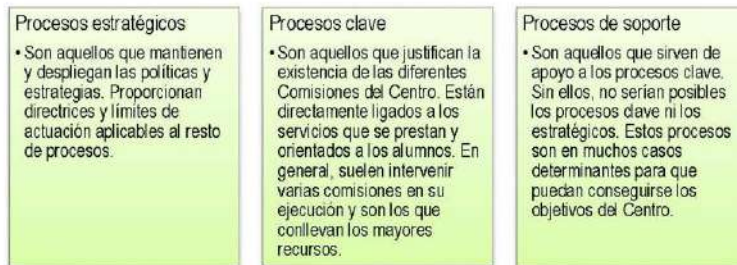 Procesos estratégicos
• Son aquellos que mantienen
y despliegan las políticas y
estrategias. Proporcionan
directrices y límites de
actuación aplicables al resto
de procesos.
Procesos clave
• Son aquellos que justifican la
existencia de las diferentes
Comisiones del Centro. Están
directamente ligados a los
servicios que se prestan y
orientados a los alumnos. En
general, suelen intervenir
varias comisiones en su
ejecución y son los que
conllevan los mayores
recursos.
Procesos de soporte
• Son aquellos que sirven de
apoyo a los procesos clave.
Sin ellos, no serían posibles
los procesos clave ni los
estratégicos. Estos procesos
son en muchos casos
determinantes para que
puedan conseguirse los
objetivos del Centro.